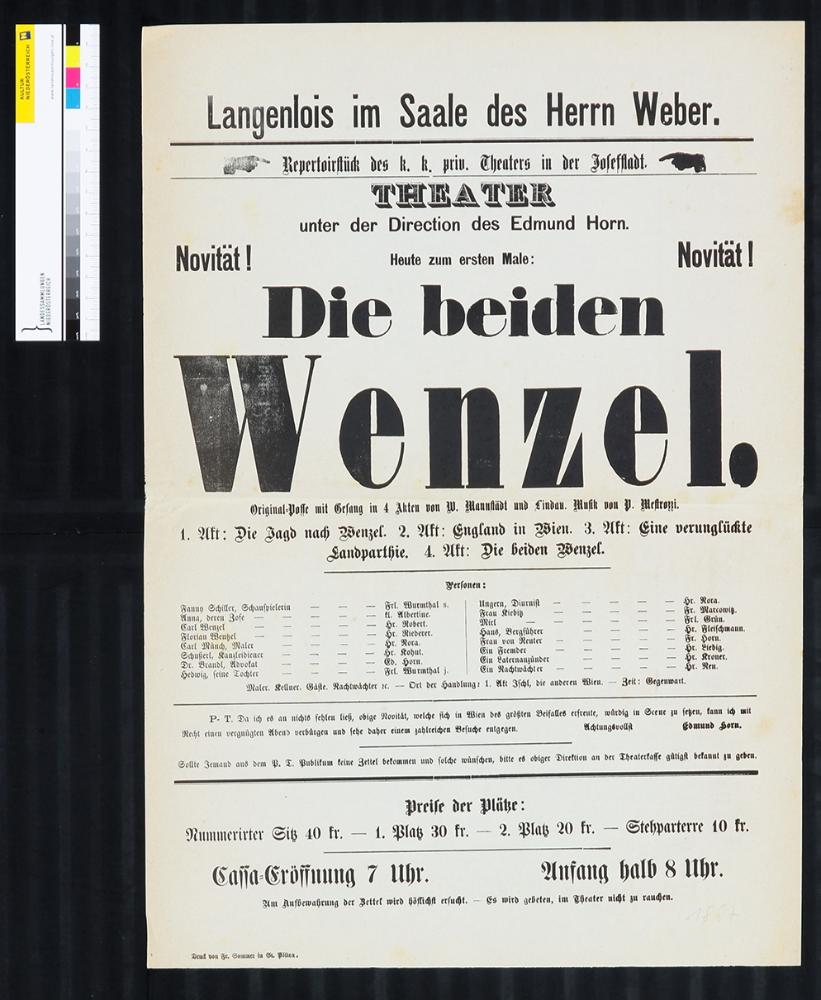 KULTUR
NIEDERÖSTERREICH
LANDESSAMMLUNGEN
NIEDERÖSTERREICH
Langenlois im Saale des Herrn Weber.
Repertoirstück des k. k. priv. Theaters in der Josefstadt.
THEATER
unter der Direction des Edmund Horn.
Novität! Heute zum ersten Male: Novität!
Die beiden
Wenzel.
Original-Posse mit Gesang in 4 Akten von W. Mannstädt und Lindau. Musik von P. Mestrozi.
1. Akt: Die Jagd nach Wenzel. 2. Akt: England in Wien. 3. Akt: Eine verunglückte
Landparthie. 4. Akt: Die beiden Wenzel.
Personen:
Fanny Schiller, Schauspielerin — — — Frl. Wurmthal s.
Anna, deren Zofe — — — — — kl. Albertine.
Carl Wenzel — — — — — Hr. Robert.
Florian Wenzel — — — — — Hr. Niederer.
Carl Münch, Maler — — — — Hr. Nora.
Schußerl, Kanzleidiener — — — — Hr. Kohut.
Dr. Brandl, Advokat — — — — Ed. Horn.
Hedwig, seine Tochter — — — — Frl. Wurmthal j.
Ungern, Diurnist — — — — — Hr. Nora.
Frau Kiebitz — — — — — Fr. Marcowitz.
Mirl — — — — — — Frl. Grün.
Hans, Bergführer — — — — — Hr. Fleischmann.
Frau von Reuter — — — — — Fr. Horn.
Ein Fremder — — — — — Hr. Liebig.
Ein Laternanzünder — — — — — Hr. Kroner.
Ein Nachtwächter — — — — — Hr. Neu.
Maler. Kellner. Gäste. Nachtwächter ꝛc. — Ort der Handlung: 1. Akt Ischl, die anderen Wien. — Zeit: Gegenwart.
P. T. Da ich es an nichts fehlen ließ, obige Novität, welche sich in Wien des größten Beifalles erfreute, würdig in Scene zu setzen, kann ich mit
Recht einen vergnügten Abend verbürgen und sehe daher einem zahlreichen Besuche entgegen. Achtungsvollst Edmund Horn.
Sollte Jemand aus dem P. T. Publikum keine Zettel bekommen und solche wünschen, bitte es obiger Direktion an der Theaterkasse gütigst bekannt zu geben.
Preise der Plätze:
Nummerirter Sitz 40 kr. — 1. Platz 30 kr. — 2. Platz 20 kr. — Stehparterre 10 kr.
Cassa-Eröffnung 7 Uhr. Anfang halb 8 Uhr.
Um Aufbewahrung der Zettel wird höflichst ersucht. — Es wird gebeten, im Theater nicht zu rauchen.
Druck von Fr. Sommer in St. Pölten.